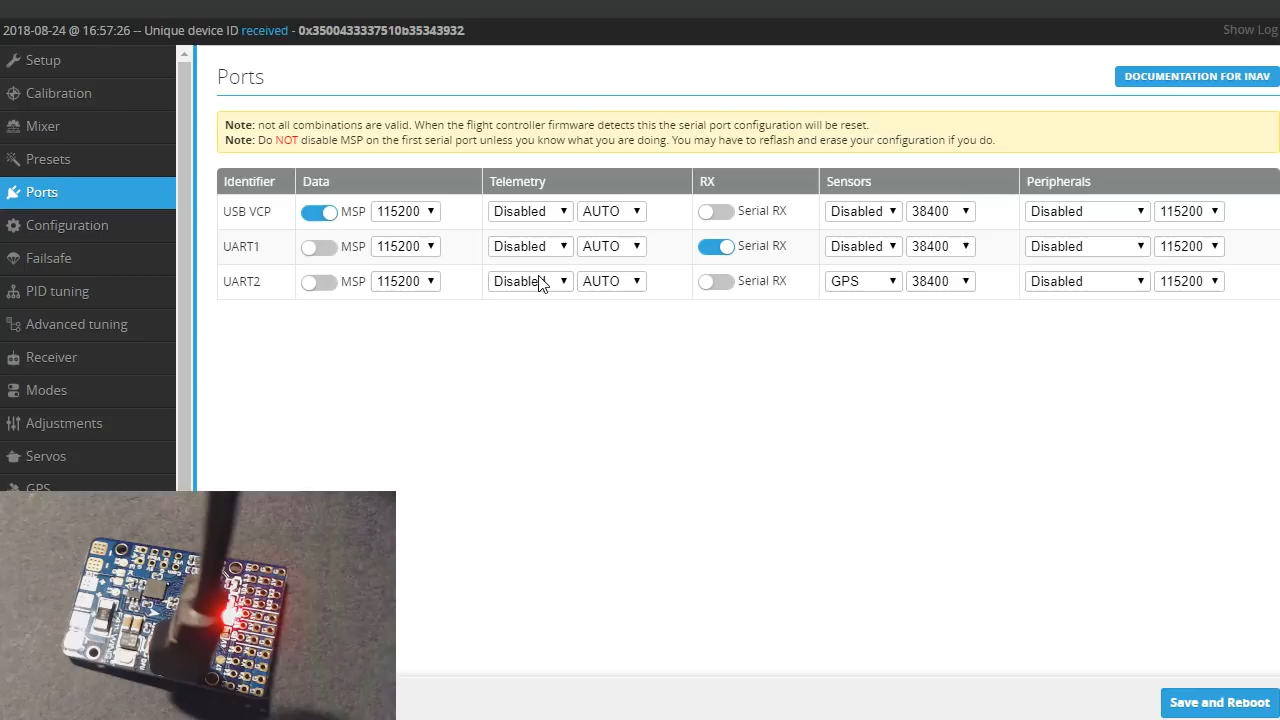 2018-08-24 @ 16:57:26 -- Unique device ID received - 0x3500433337510b35343932
Show Log
Setup
Calibration
Mixer
Presets
Ports
Configuration
Failsafe
PID tuning
Advanced tuning
Receiver
Modes
Adjustments
Servos
GPS
Ports
DOCUMENTATION FOR INAV
Note: not all combinations are valid. When the flight controller firmware detects this the serial port configuration will be reset.
Note: Do NOT disable MSP on the first serial port unless you know what you are doing. You may have to reflash and erase your configuration if you do.
Identifier Data Telemetry RX Sensors Peripherals
USB VCP MSP 115200 Disabled AUTO Serial RX Disabled 38400 Disabled 115200
UART1 MSP 115200 Disabled AUTO Serial RX Disabled 38400 Disabled 115200
UART2 MSP 115200 Disabled AUTO Serial RX GPS 38400 Disabled 115200
Save and Reboot